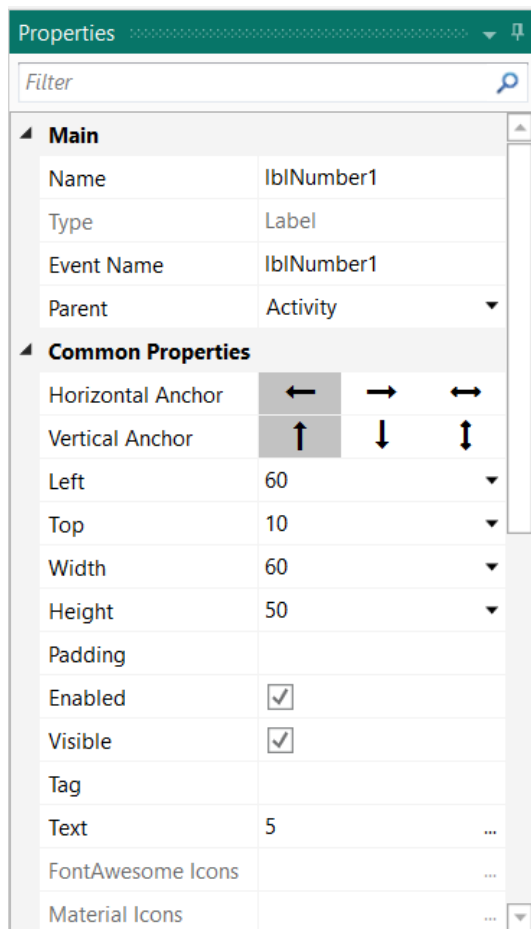 Properties
Filter
Main
Name lblNumber1
Type Label
Event Name lblNumber1
Parent Activity
Common Properties
Horizontal Anchor
Vertical Anchor
Left 60
Top 10
Width 60
Height 50
Padding
Enabled
Visible
Tag
Text 5 ...
FontAwesome Icons ...
Material Icons ...